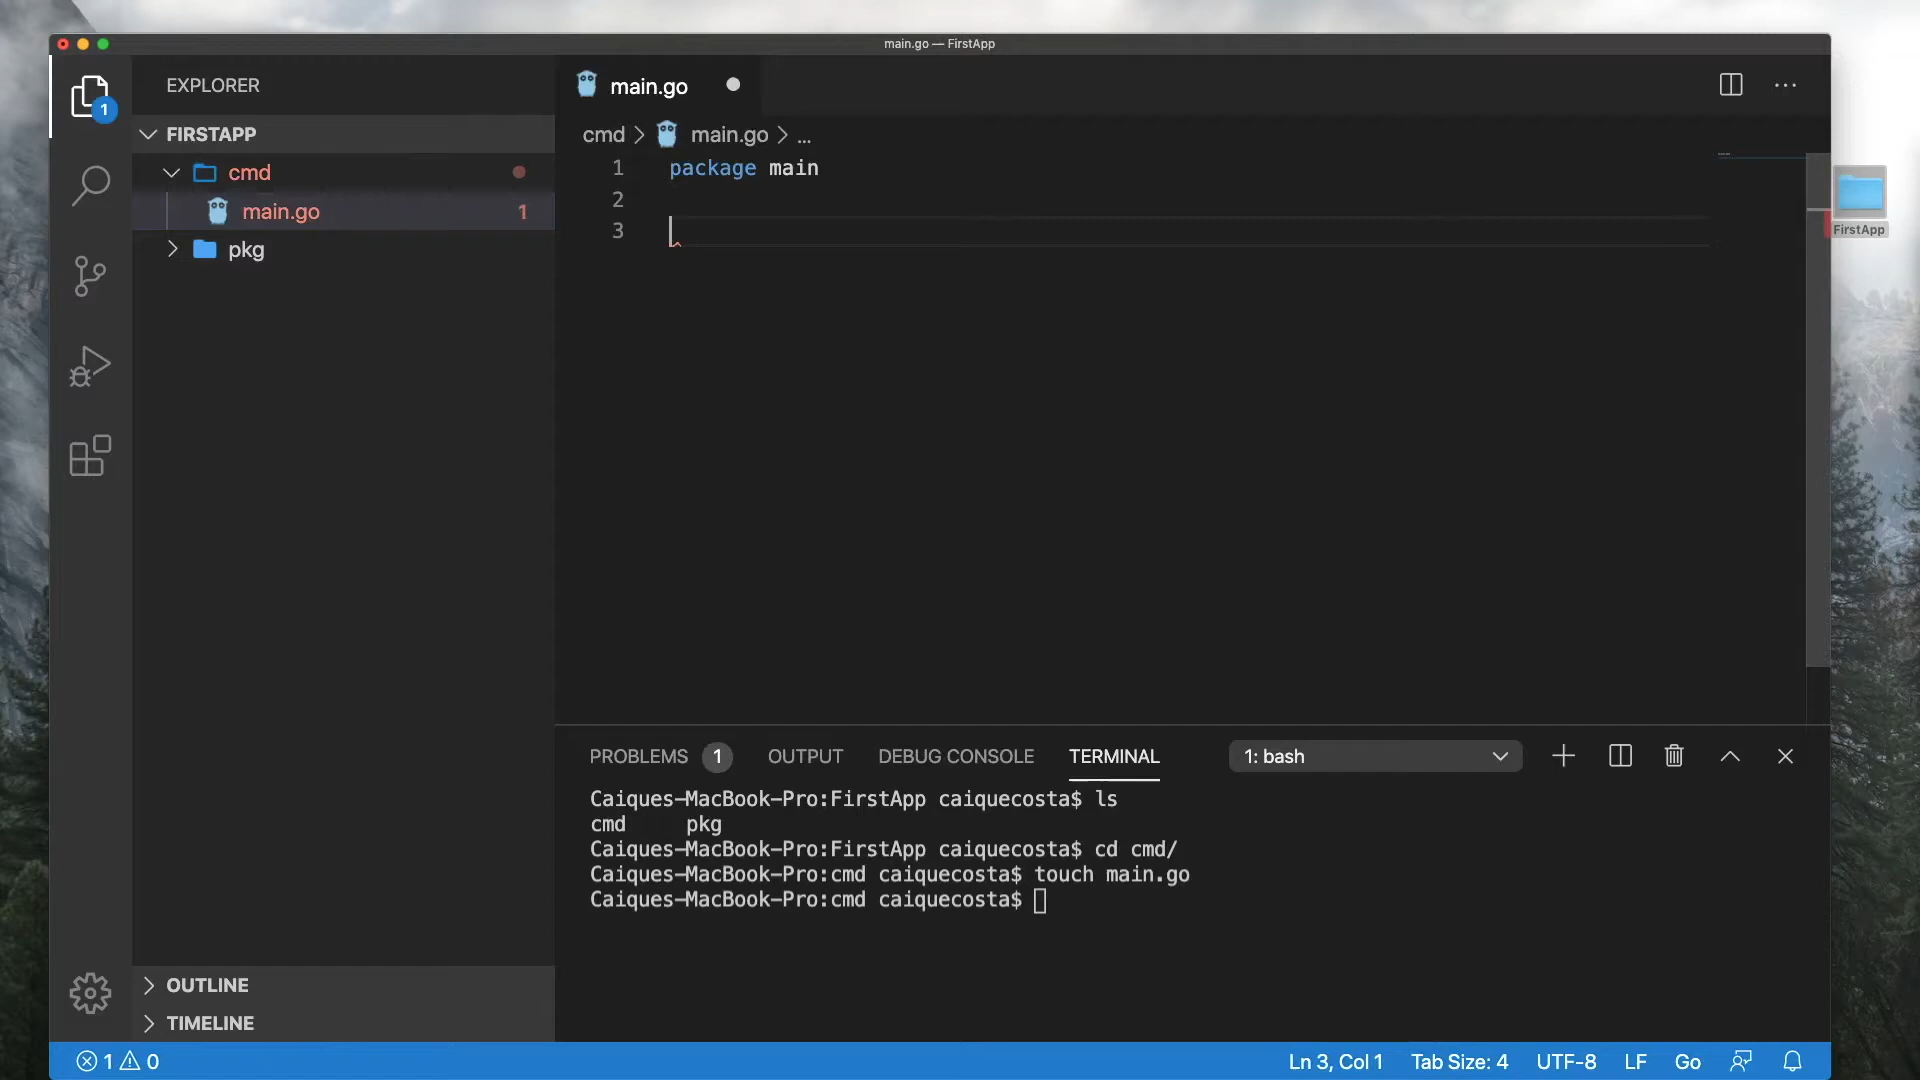 main.go — FirstApp
1
EXPLORER
FIRSTAPP
cmd
main.go 1
pkg
OUTLINE
TIMELINE
main.go
cmd > main.go > ...
1 package main
2
3
PROBLEMS 1 OUTPUT DEBUG CONSOLE TERMINAL 1: bash
Caiques-MacBook-Pro:FirstApp caiquecosta$ ls
cmd pkg
Caiques-MacBook-Pro:FirstApp caiquecosta$ cd cmd/
Caiques-MacBook-Pro:cmd caiquecosta$ touch main.go
Caiques-MacBook-Pro:cmd caiquecosta$
1 0 Ln 3, Col 1 Tab Size: 4 UTF-8 LF Go
FirstApp